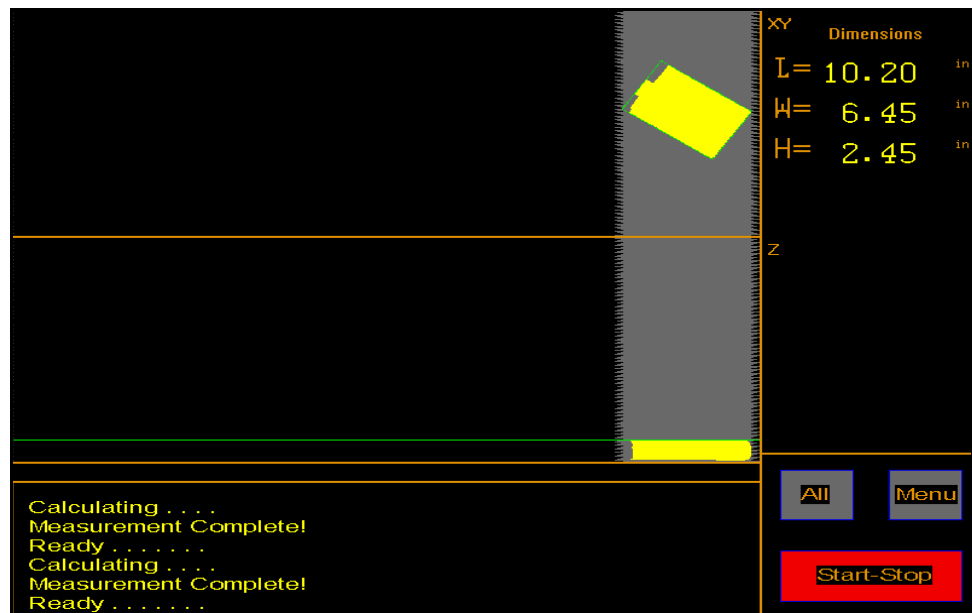 XY
Dimensions
L= 10.20 in
W= 6.45 in
H= 2.45 in
Z
All
Menu
Start-Stop
Calculating . . . .
Measurement Complete!
Ready . . . . . . .
Calculating . . . .
Measurement Complete!
Ready . . . . . . .